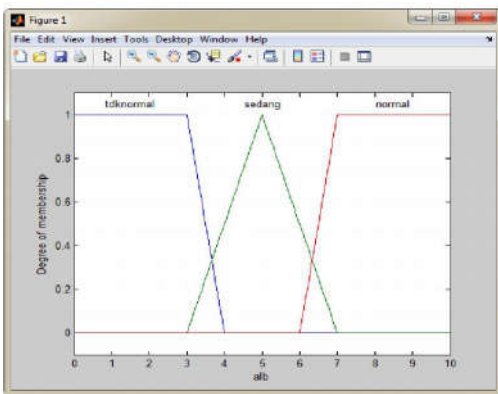 Figure 1
File Edit View Insert Tools Desktop Window Help
tdknormal sedang normal
1
0.8
0.6
0.4
0.2
0
Degree of membership
0 1 2 3 4 5 6 7 8 9 10
alb